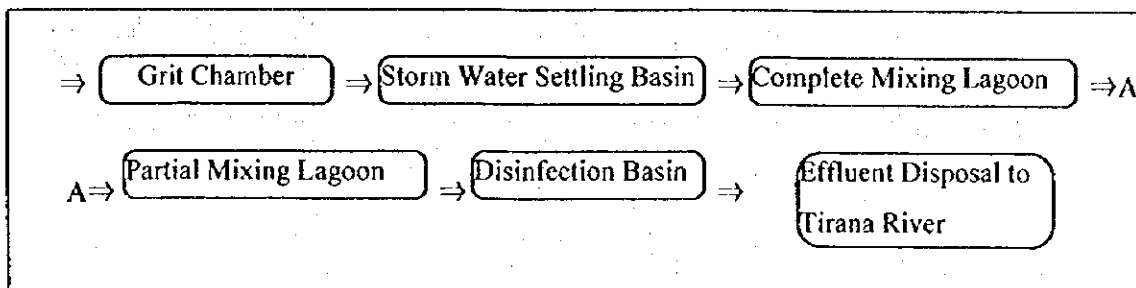 ⇒ Grit Chamber ⇒ Storm Water Settling Basin ⇒ Complete Mixing Lagoon ⇒A
A⇒ Partial Mixing Lagoon ⇒ Disinfection Basin ⇒ Effluent Disposal to
Tirana River